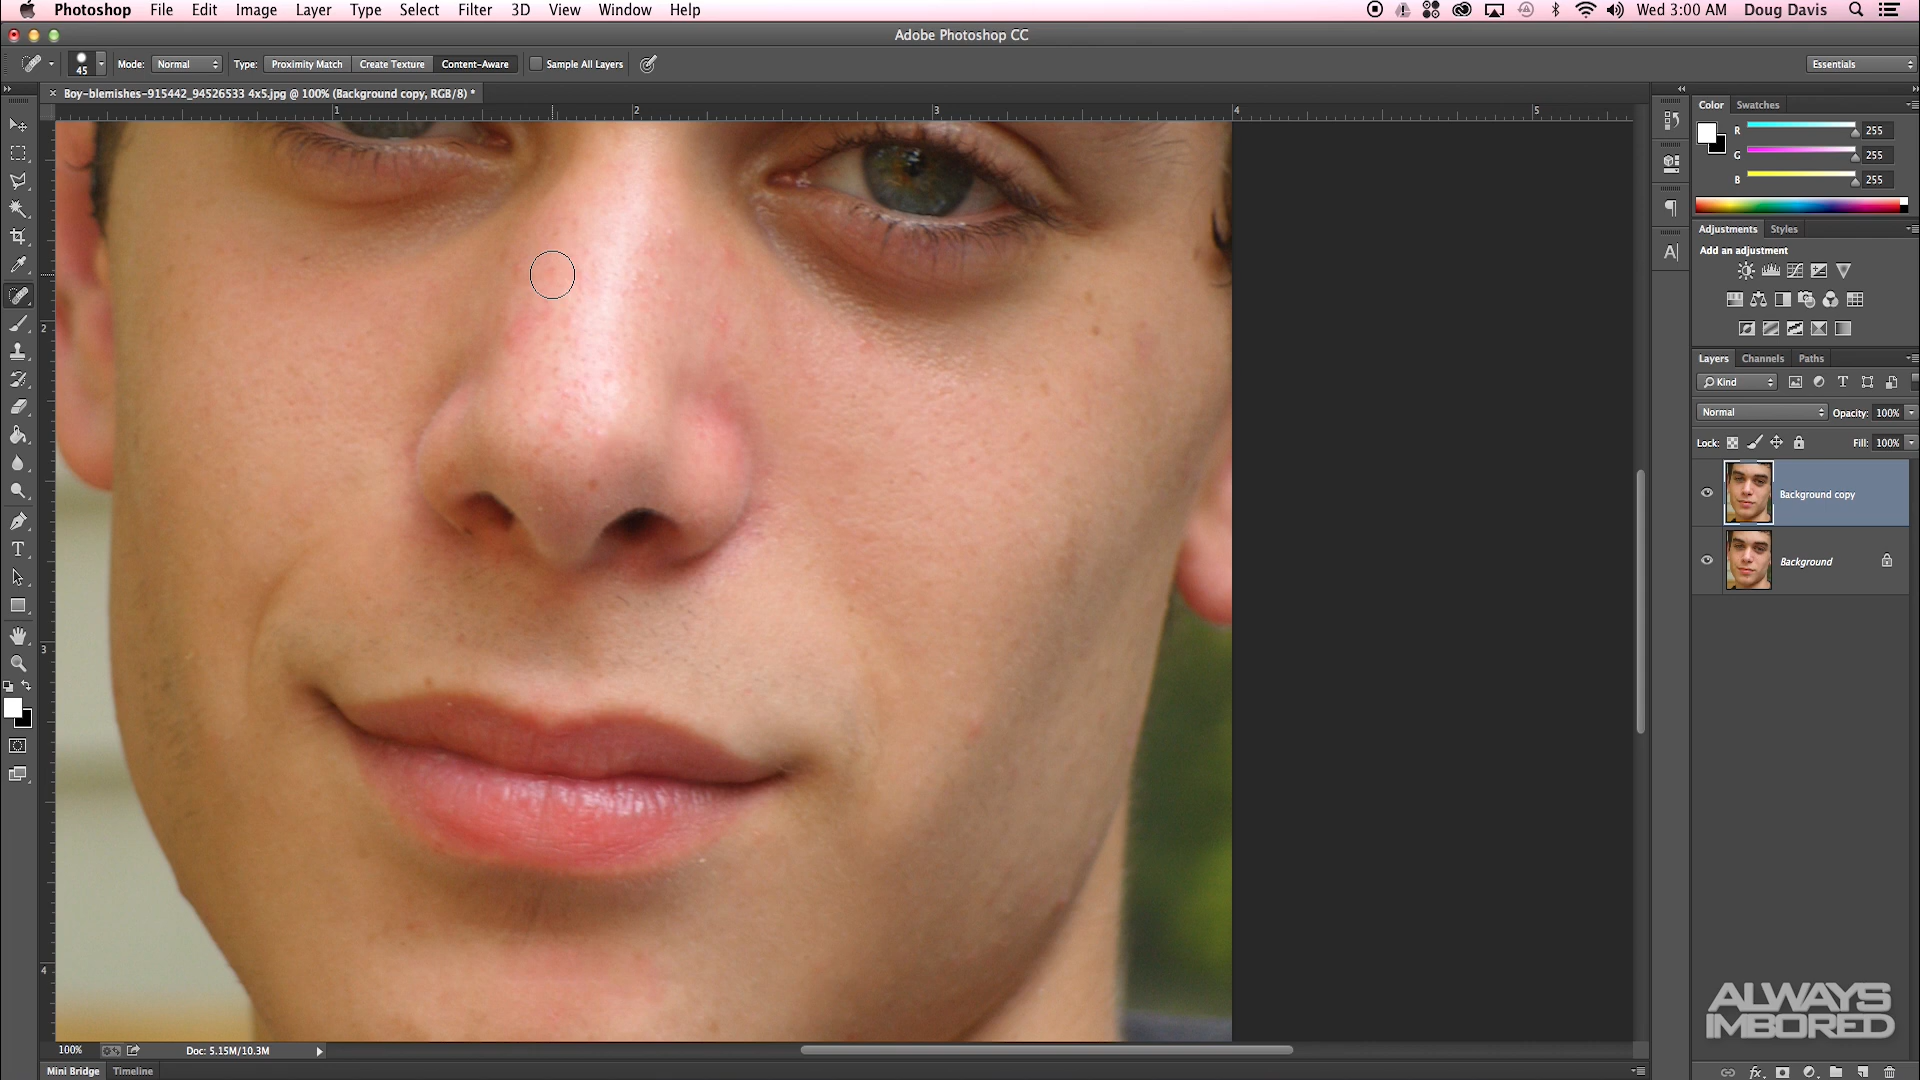 Photoshop File Edit Image Layer Type Select Filter 3D View Window Help Wed 3:00 AM Doug Davis
Adobe Photoshop CC
45 Mode: Normal Type: Proximity Match Create Texture Content-Aware Sample All Layers Essentials
× Boy-blemishes-915442_94526533 4x5.jpg @ 100% (Background copy, RGB/8) *
1 2 3 4 5
2
3
4
Color Swatches
R 255
G 255
B 255
Adjustments Styles
Add an adjustment
Layers Channels Paths
Kind
Normal Opacity: 100%
Lock: Fill: 100%
Background copy
Background
ALWAYS
IMBORED
100% Doc: 5.15M/10.3M
Mini Bridge Timeline
fx